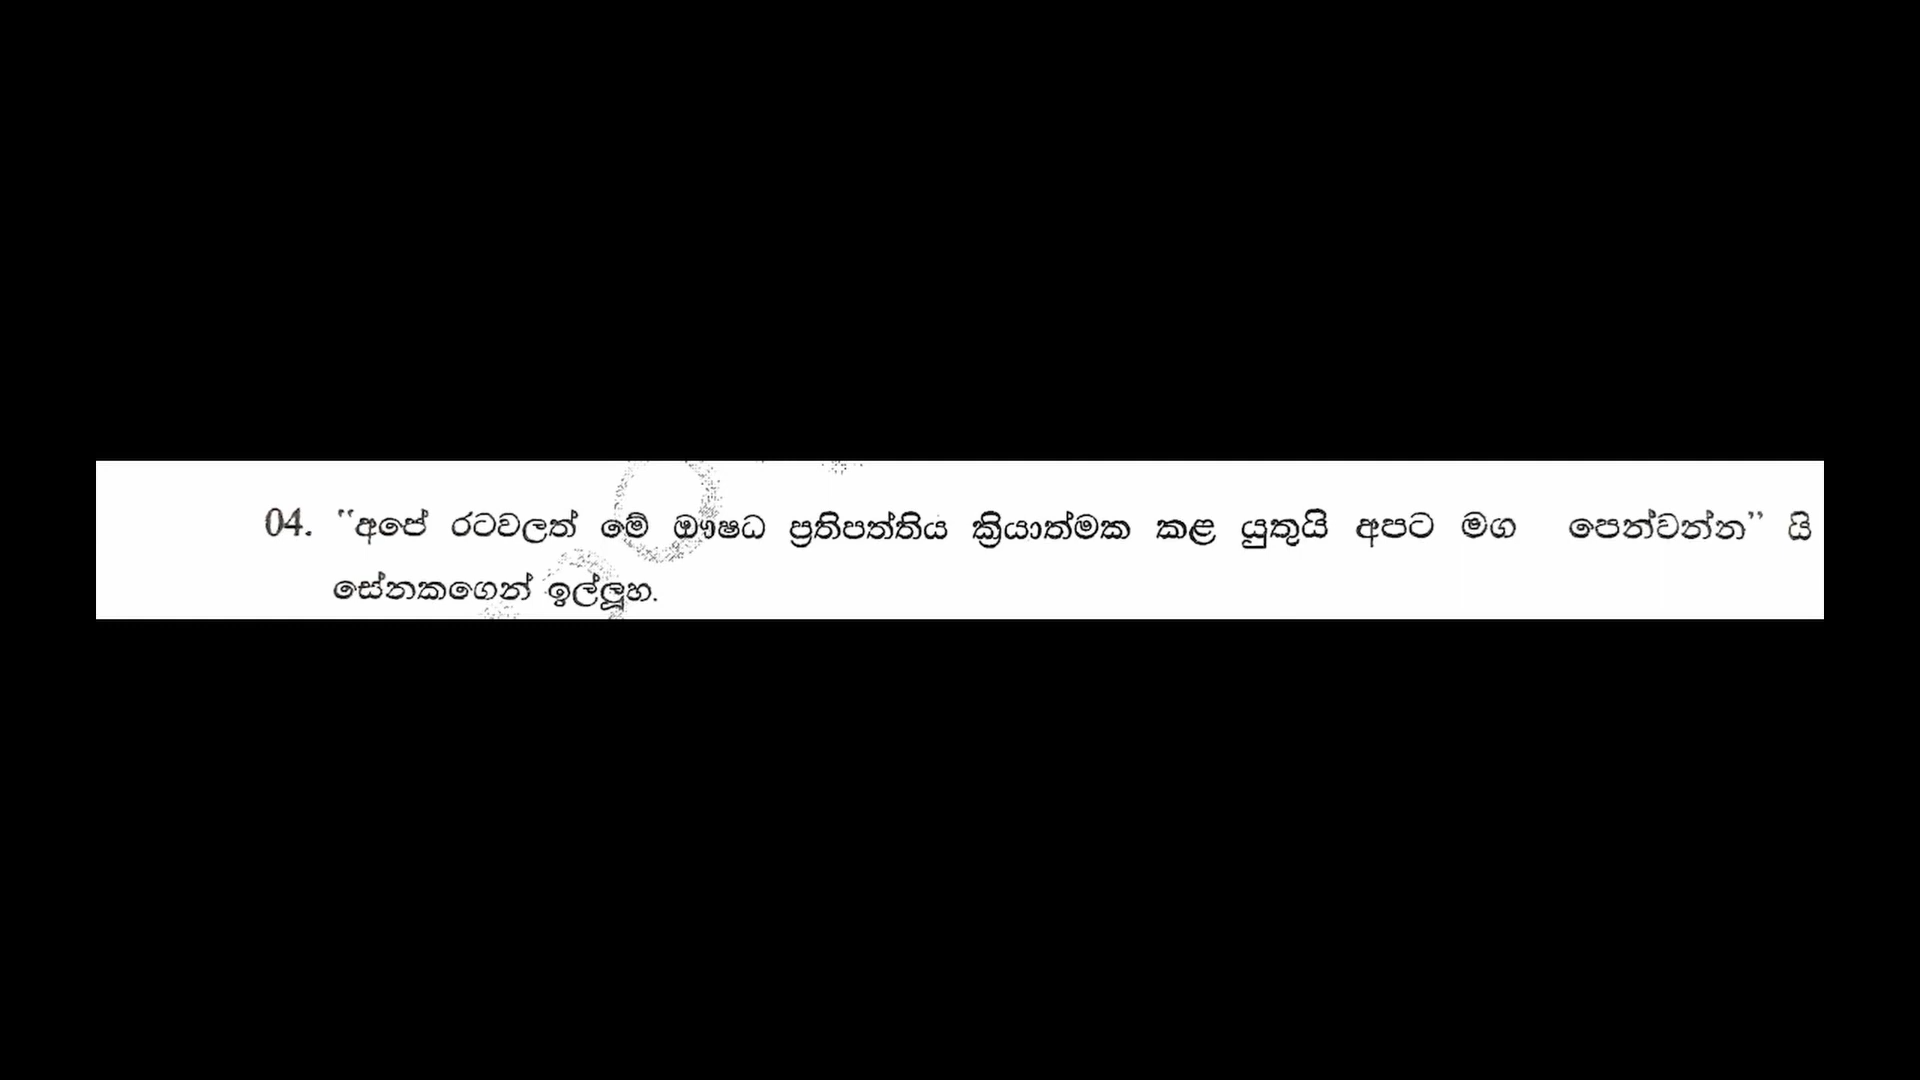 04. “අපේ රටවලත් මේ ඖෂධ ප්‍රතිපත්තිය ක්‍රියාත්මක කළ යුතුයි අපට මග පෙන්වන්න” යි
සේනකගෙන් ඉල්ලූහ.